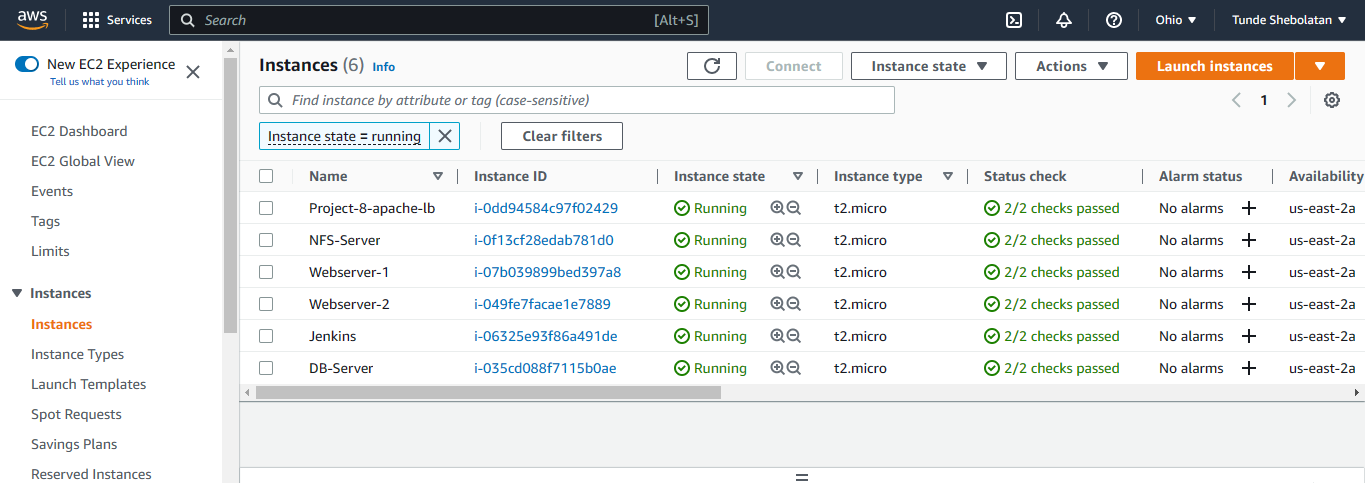 aws Services Search [Alt+S] Ohio Tunde Shebolatan
New EC2 Experience
Tell us what you think
EC2 Dashboard
EC2 Global View
Events
Tags
Limits
Instances
Instances
Instance Types
Launch Templates
Spot Requests
Savings Plans
Reserved Instances
Instances (6) Info Connect Instance state Actions Launch instances
Find instance by attribute or tag (case-sensitive) 1
Instance state = running Clear filters
Name Instance ID Instance state Instance type Status check Alarm status Availability
Project-8-apache-lb i-0dd94584c97f02429 Running t2.micro 2/2 checks passed No alarms us-east-2a
NFS-Server i-0f13cf28edab781d0 Running t2.micro 2/2 checks passed No alarms us-east-2a
Webserver-1 i-07b039899bed397a8 Running t2.micro 2/2 checks passed No alarms us-east-2a
Webserver-2 i-049fe7facae1e7889 Running t2.micro 2/2 checks passed No alarms us-east-2a
Jenkins i-06325e93f86a491de Running t2.micro 2/2 checks passed No alarms us-east-2a
DB-Server i-035cd088f7115b0ae Running t2.micro 2/2 checks passed No alarms us-east-2a